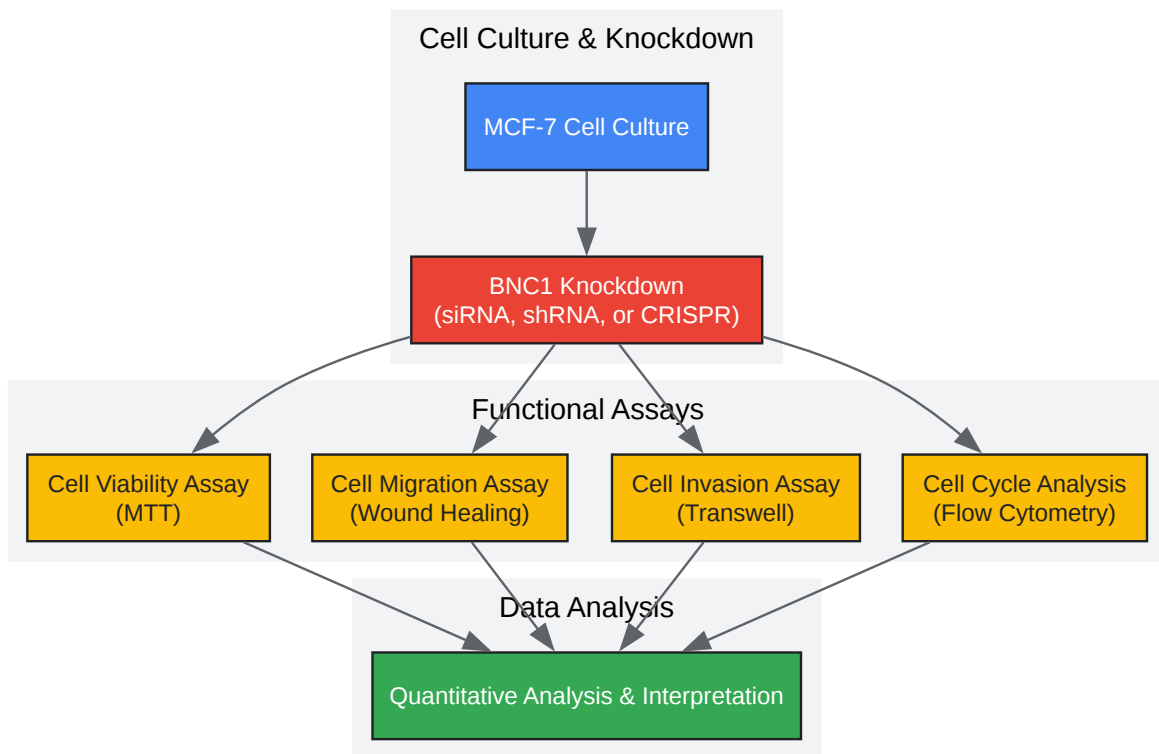 Cell Culture & Knockdown
MCF-7 Cell Culture
BNC1 Knockdown
(siRNA, shRNA, or CRISPR)
Functional Assays
Cell Viability Assay
(MTT)
Cell Migration Assay
(Wound Healing)
Cell Invasion Assay
(Transwell)
Cell Cycle Analysis
(Flow Cytometry)
Data Analysis
Quantitative Analysis & Interpretation